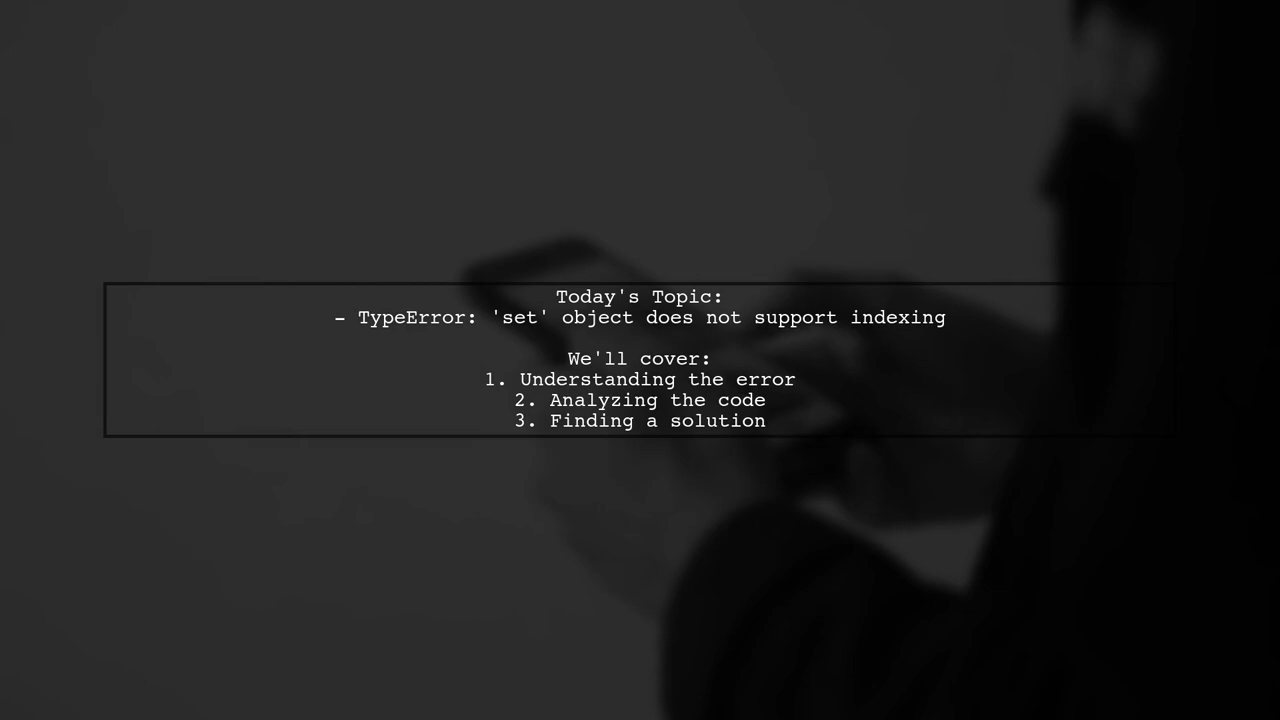 Today's Topic:
- TypeError: 'set' object does not support indexing
We'll cover:
1. Understanding the error
2. Analyzing the code
3. Finding a solution